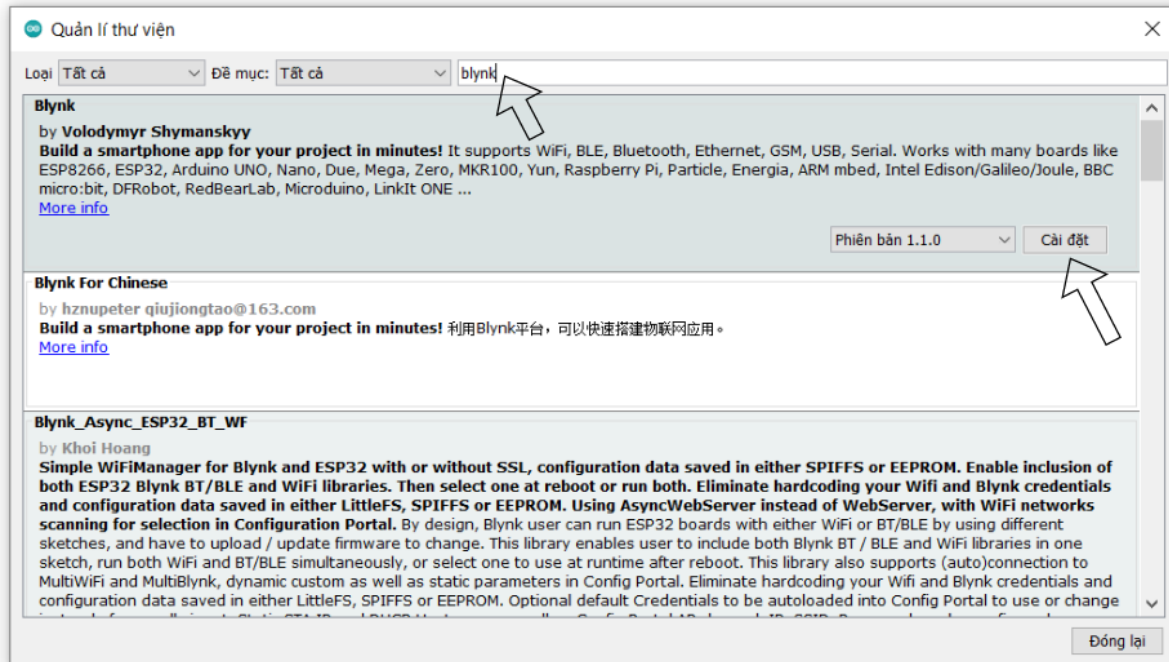 Quản lí thư viện
Loại Tất cả Đề mục: Tất cả blynk
Blynk
by Volodymyr Shymanskyy
Build a smartphone app for your project in minutes! It supports WiFi, BLE, Bluetooth, Ethernet, GSM, USB, Serial. Works with many boards like
ESP8266, ESP32, Arduino UNO, Nano, Due, Mega, Zero, MKR100, Yun, Raspberry Pi, Particle, Energia, ARM mbed, Intel Edison/Galileo/Joule, BBC
micro:bit, DFRobot, RedBearLab, Microduino, LinkIt ONE ...
More info
Phiên bản 1.1.0 Cài đặt
Blynk For Chinese
by hznupeter qiujiongtao@163.com
Build a smartphone app for your project in minutes! 利用Blynk平台，可以快速搭建物联网应用。
More info
Blynk_Async_ESP32_BT_WF
by Khoi Hoang
Simple WiFiManager for Blynk and ESP32 with or without SSL, configuration data saved in either SPIFFS or EEPROM. Enable inclusion of
both ESP32 Blynk BT/BLE and WiFi libraries. Then select one at reboot or run both. Eliminate hardcoding your Wifi and Blynk credentials
and configuration data saved in either LittleFS, SPIFFS or EEPROM. Using AsyncWebServer instead of WebServer, with WiFi networks
scanning for selection in Configuration Portal. By design, Blynk user can run ESP32 boards with either WiFi or BT/BLE by using different
sketches, and have to upload / update firmware to change. This library enables user to include both Blynk BT / BLE and WiFi libraries in one
sketch, run both WiFi and BT/BLE simultaneously, or select one to use at runtime after reboot. This library also supports (auto)connection to
MultiWiFi and MultiBlynk, dynamic custom as well as static parameters in Config Portal. Eliminate hardcoding your Wifi and Blynk credentials and
configuration data saved in either LittleFS, SPIFFS or EEPROM. Optional default Credentials to be autoloaded into Config Portal to use or change
Đóng lại